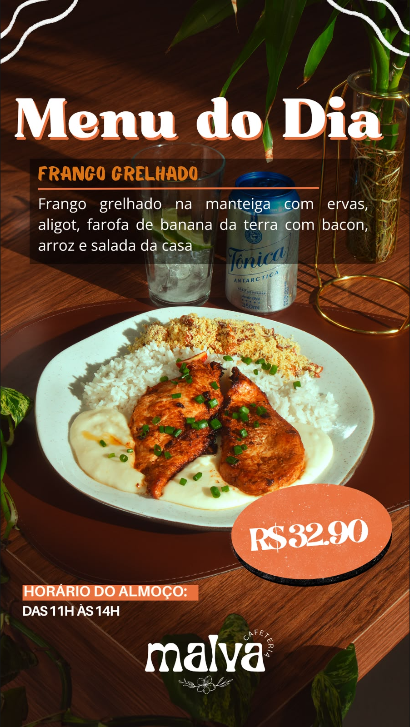 Menu do Dia
FRANGO GRELHADO
Frango grelhado na manteiga com ervas,
aligot, farofa de banana da terra com bacon,
arroz e salada da casa
Tônica
ANTARCTICA
R$32.90
HORÁRIO DO ALMOÇO:
DAS 11H ÀS 14H
malva
CAFETERIA